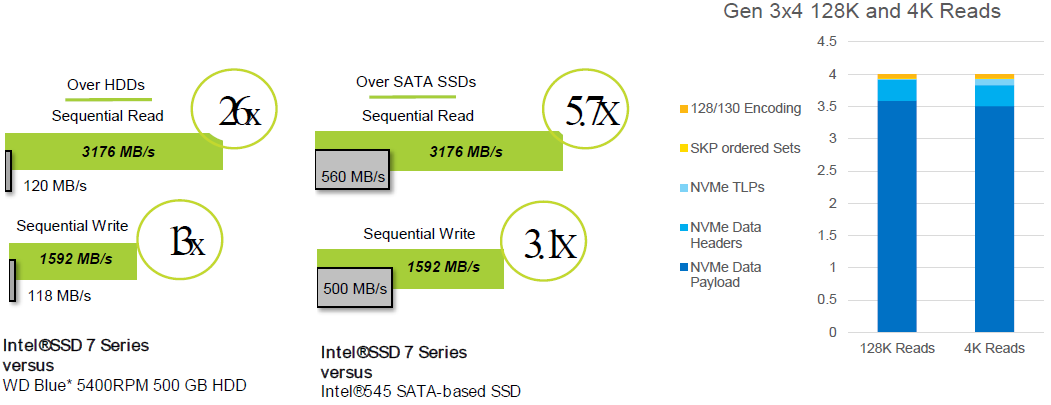 Over HDDs
Sequential Read
26x
3176 MB/s
120 MB/s
Sequential Write
13x
1592 MB/s
118 MB/s
Intel®SSD 7 Series
versus
WD Blue* 5400RPM 500 GB HDD
Over SATA SSDs
Sequential Read
5.7X
3176 MB/s
560 MB/s
Sequential Write
3.1X
1592 MB/s
500 MB/s
Intel®SSD 7 Series
versus
Intel®545 SATA-based SSD
Gen 3x4 128K and 4K Reads
128/130 Encoding
SKP ordered Sets
NVMe TLPs
NVMe Data
Headers
NVMe Data
Payload
4.5
4
3.5
3
2.5
2
1.5
1
0.5
0
128K Reads
4K Reads